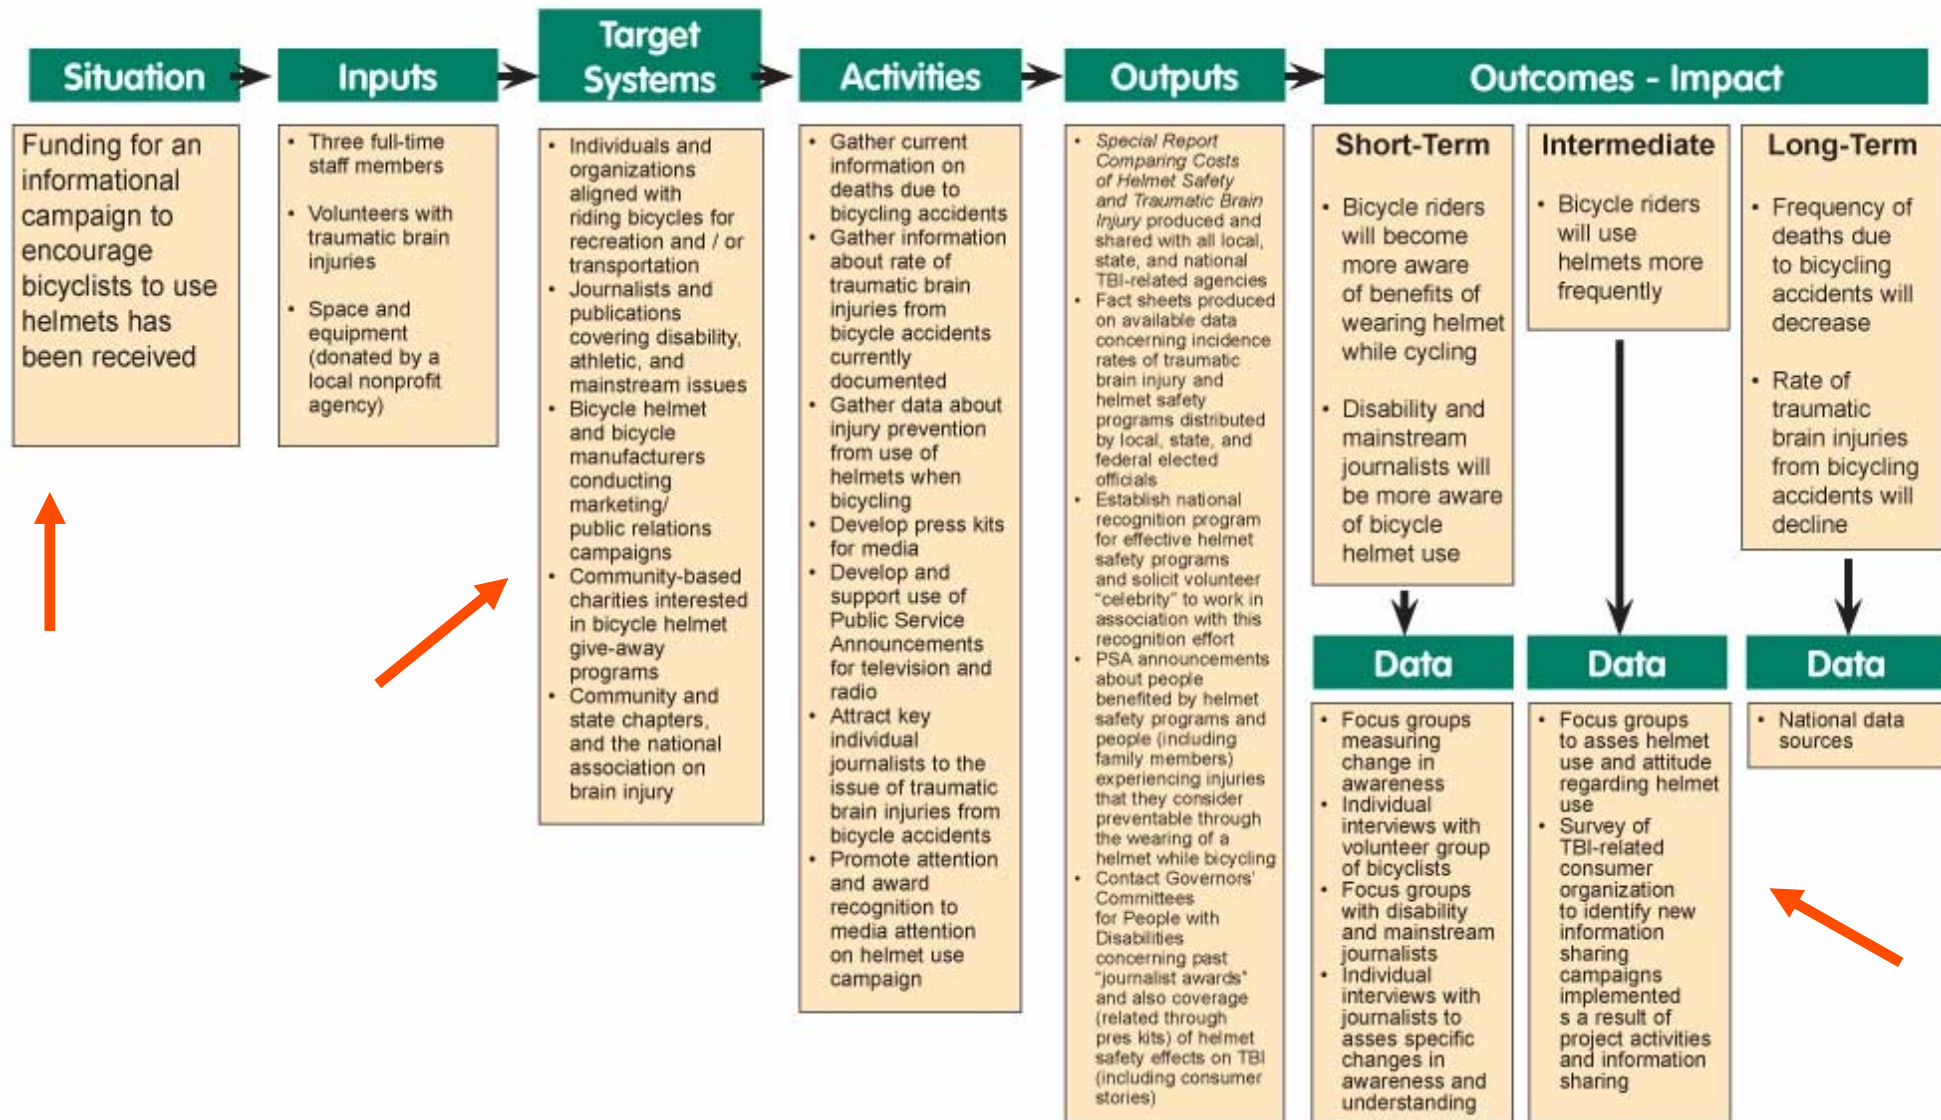 Situation
Inputs
Target
Systems
Activities
Outputs
Outcomes - Impact
Funding for an
informational
campaign to
encourage
bicyclists to use
helmets has
been received
• Three full-time
staff members
• Volunteers with
traumatic brain
injuries
• Space and
equipment
(donated by a
local nonprofit
agency)
• Individuals and
organizations
aligned with
riding bicycles for
recreation and / or
transportation
• Journalists and
publications
covering disability,
athletic, and
mainstream issues
• Bicycle helmet
and bicycle
manufacturers
conducting
marketing/
public relations
campaigns
• Community-based
charities interested
in bicycle helmet
give-away
programs
• Community and
state chapters,
and the national
association on
brain injury
• Gather current
information on
deaths due to
bicycling accidents
• Gather information
about rate of
traumatic brain
injuries from
bicycle accidents
currently
documented
• Gather data about
injury prevention
from use of
helmets when
bicycling
• Develop press kits
for media
• Develop and
support use of
Public Service
Announcements
for television and
radio
• Attract key
individual
journalists to the
issue of traumatic
brain injuries from
bicycle accidents
• Promote attention
and award
recognition to
media attention
on helmet use
campaign
• Special Report
Comparing Costs
of Helmet Safety
and Traumatic Brain
Injury produced and
shared with all local,
state, and national
TBI-related agencies
• Fact sheets produced
on available data
concerning incidence
rates of traumatic
brain injury and
helmet safety
programs distributed
by local, state, and
federal elected
officials
• Establish national
recognition program
for effective helmet
safety programs
and solicit volunteer
"celebrity" to work in
association with this
recognition effort
• PSA announcements
about people
benefited by helmet
safety programs and
people (including
family members)
experiencing injuries
that they consider
preventable through
the wearing of a
helmet while bicycling
• Contact Governors'
Committees
for People with
Disabilities
concerning past
"journalist awards"
and also coverage
(related through
pres kits) of helmet
safety effects on TBI
(including consumer
stories)
Short-Term
• Bicycle riders
will become
more aware
of benefits of
wearing helmet
while cycling
• Disability and
mainstream
journalists will
be more aware
of bicycle
helmet use
Intermediate
• Bicycle riders
will use
helmets more
frequently
Long-Term
• Frequency of
deaths due
to bicycling
accidents will
decrease
• Rate of
traumatic
brain injuries
from bicycling
accidents will
decline
Data
• Focus groups
measuring
change in
awareness
• Individual
interviews with
volunteer group
of bicyclists
• Focus groups
with disability
and mainstream
journalists
• Individual
interviews with
journalists to
asses specific
changes in
awareness and
understanding
Data
• Focus groups
to asses helmet
use and attitude
regarding helmet
use
• Survey of
TBI-related
consumer
organization
to identify new
information
sharing
campaigns
implemented
s a result of
project activities
and information
sharing
Data
• National data
sources